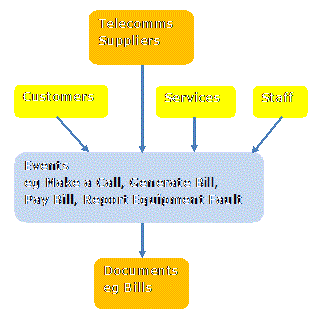 Telecomms
Suppliers
Customers
Services
Staff
Events
eg Make a Call, Generate Bill,
Pay Bill, Report Equipment Fault
Documents
eg Bills